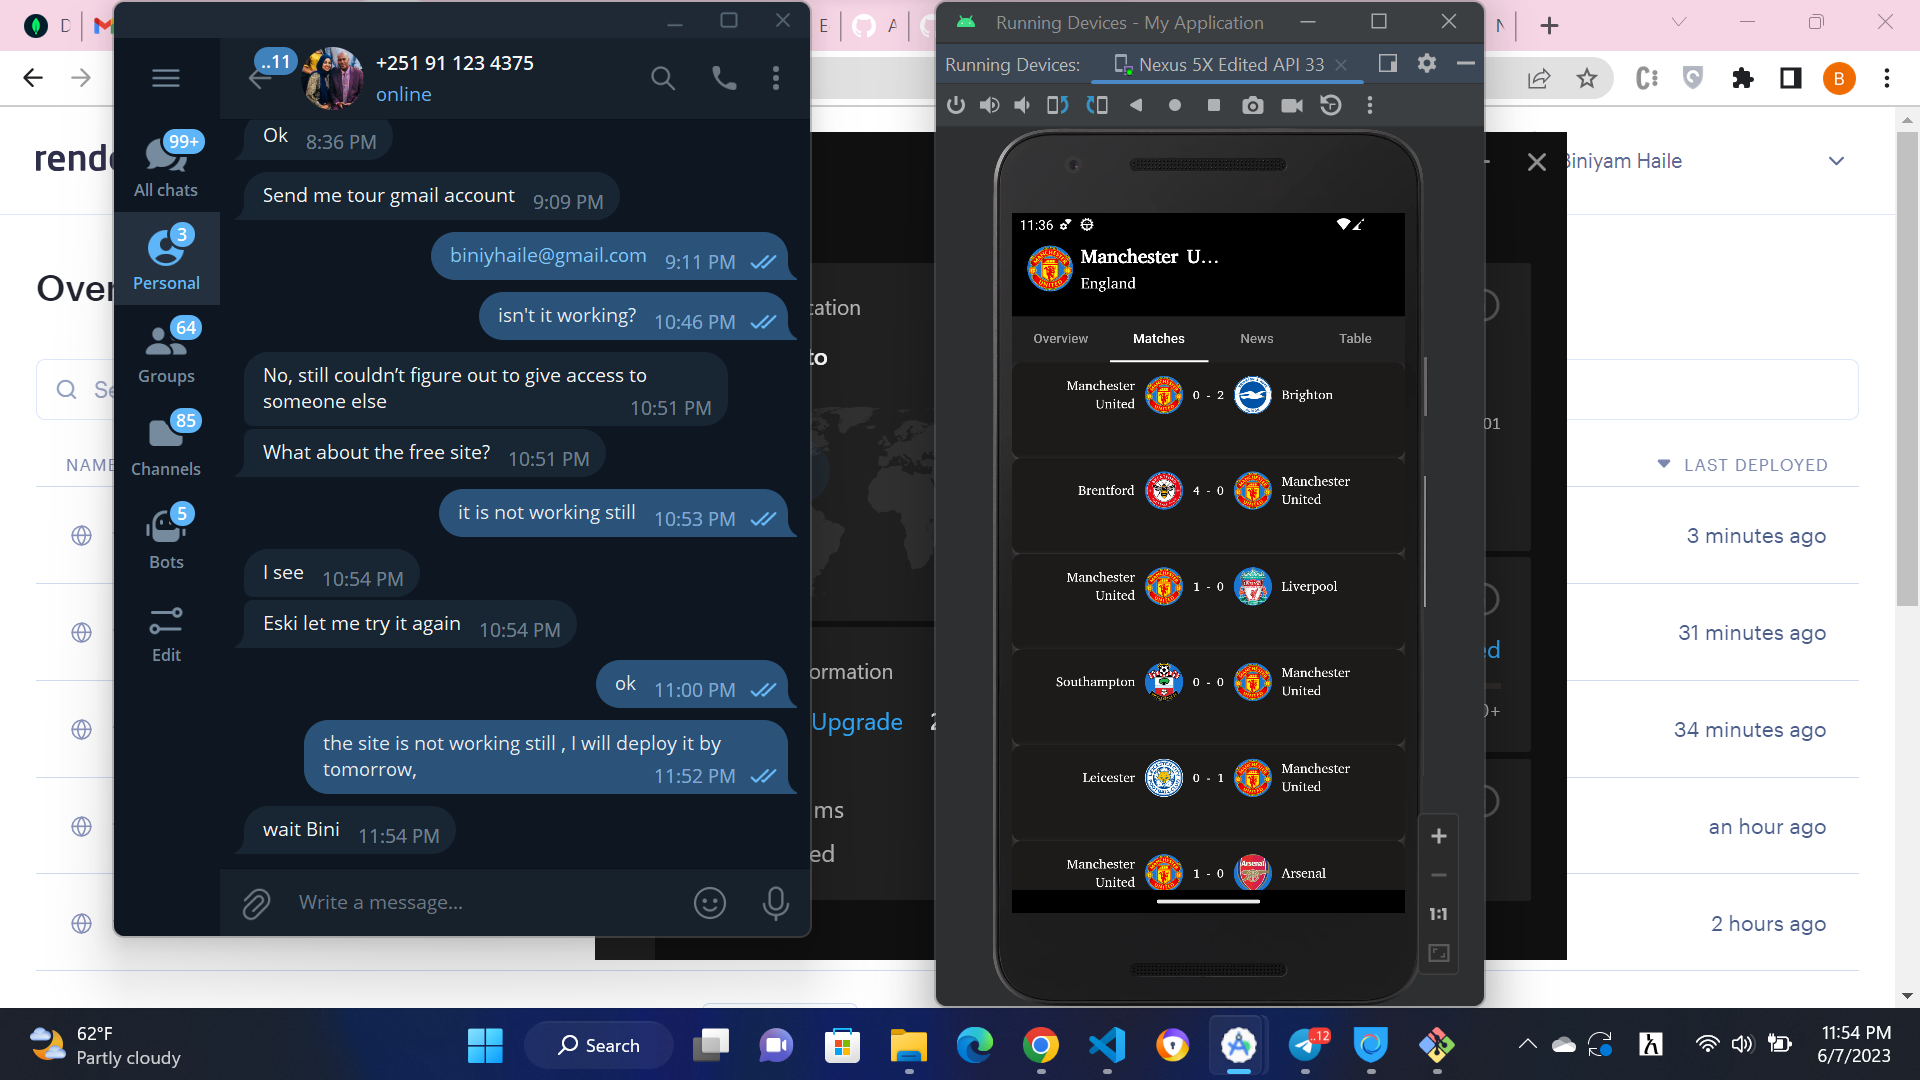 ..11
+251 91 123 4375
online
99+
All chats
3
Personal
64
Groups
85
Channels
5
Bots
Edit
Ok 8:36 PM
Send me tour gmail account 9:09 PM
biniyhaile@gmail.com 9:11 PM
isn't it working? 10:46 PM
No, still couldn't figure out to give access to
someone else 10:51 PM
What about the free site? 10:51 PM
it is not working still 10:53 PM
I see 10:54 PM
Eski let me try it again 10:54 PM
ok 11:00 PM
the site is not working still , I will deploy it by
tomorrow, 11:52 PM
wait Bini 11:54 PM
Write a message...
Running Devices - My Application
Running Devices: Nexus 5X Edited API 33
11:36
Manchester U...
England
Overview Matches News Table
Manchester
United 0 - 2 Brighton
Brentford 4 - 0 Manchester
United
Manchester
United 1 - 0 Liverpool
Southampton 0 - 0 Manchester
United
Leicester 0 - 1 Manchester
United
Manchester
United 1 - 0 Arsenal
1:1
B
Biniyam Haile
NAME
LAST DEPLOYED
3 minutes ago
31 minutes ago
34 minutes ago
an hour ago
2 hours ago
Upgrade
62°F
Partly cloudy
Search
12
11:54 PM
6/7/2023